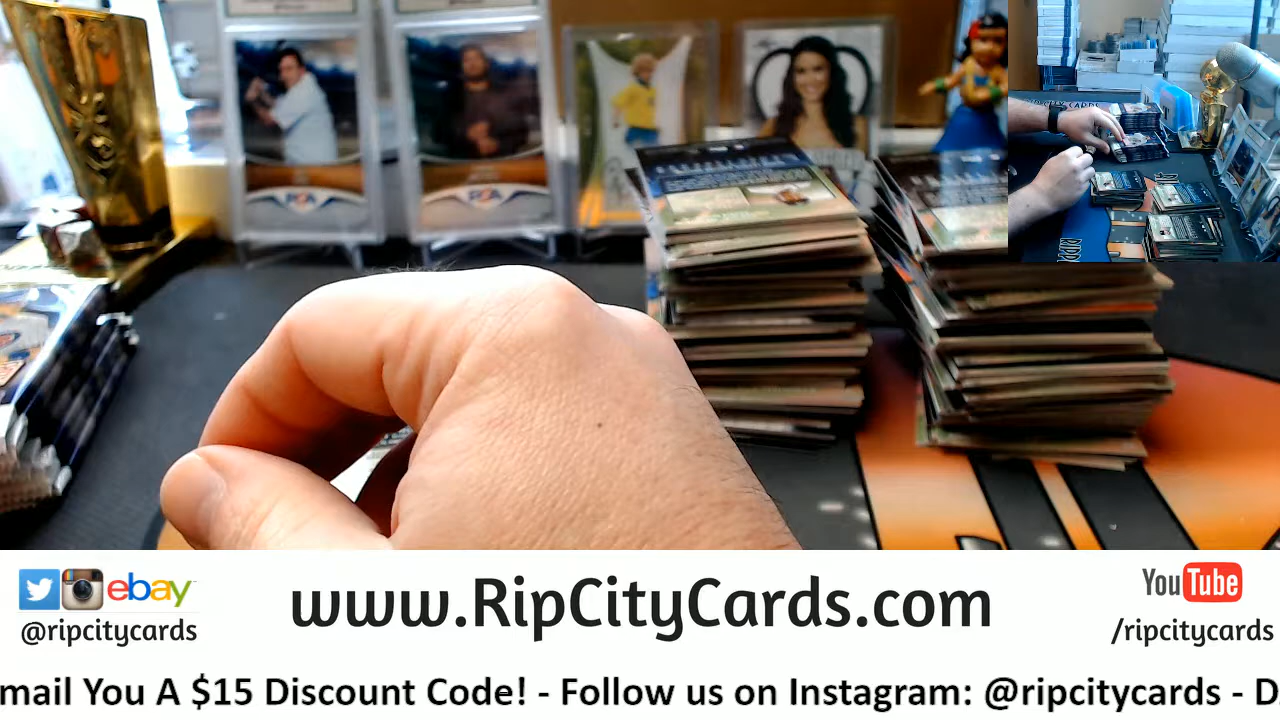 ebay
@ripcitycards
www.RipCityCards.com
YouTube
/ripcitycards
mail You A $15 Discount Code! - Follow us on Instagram: @ripcitycards - D